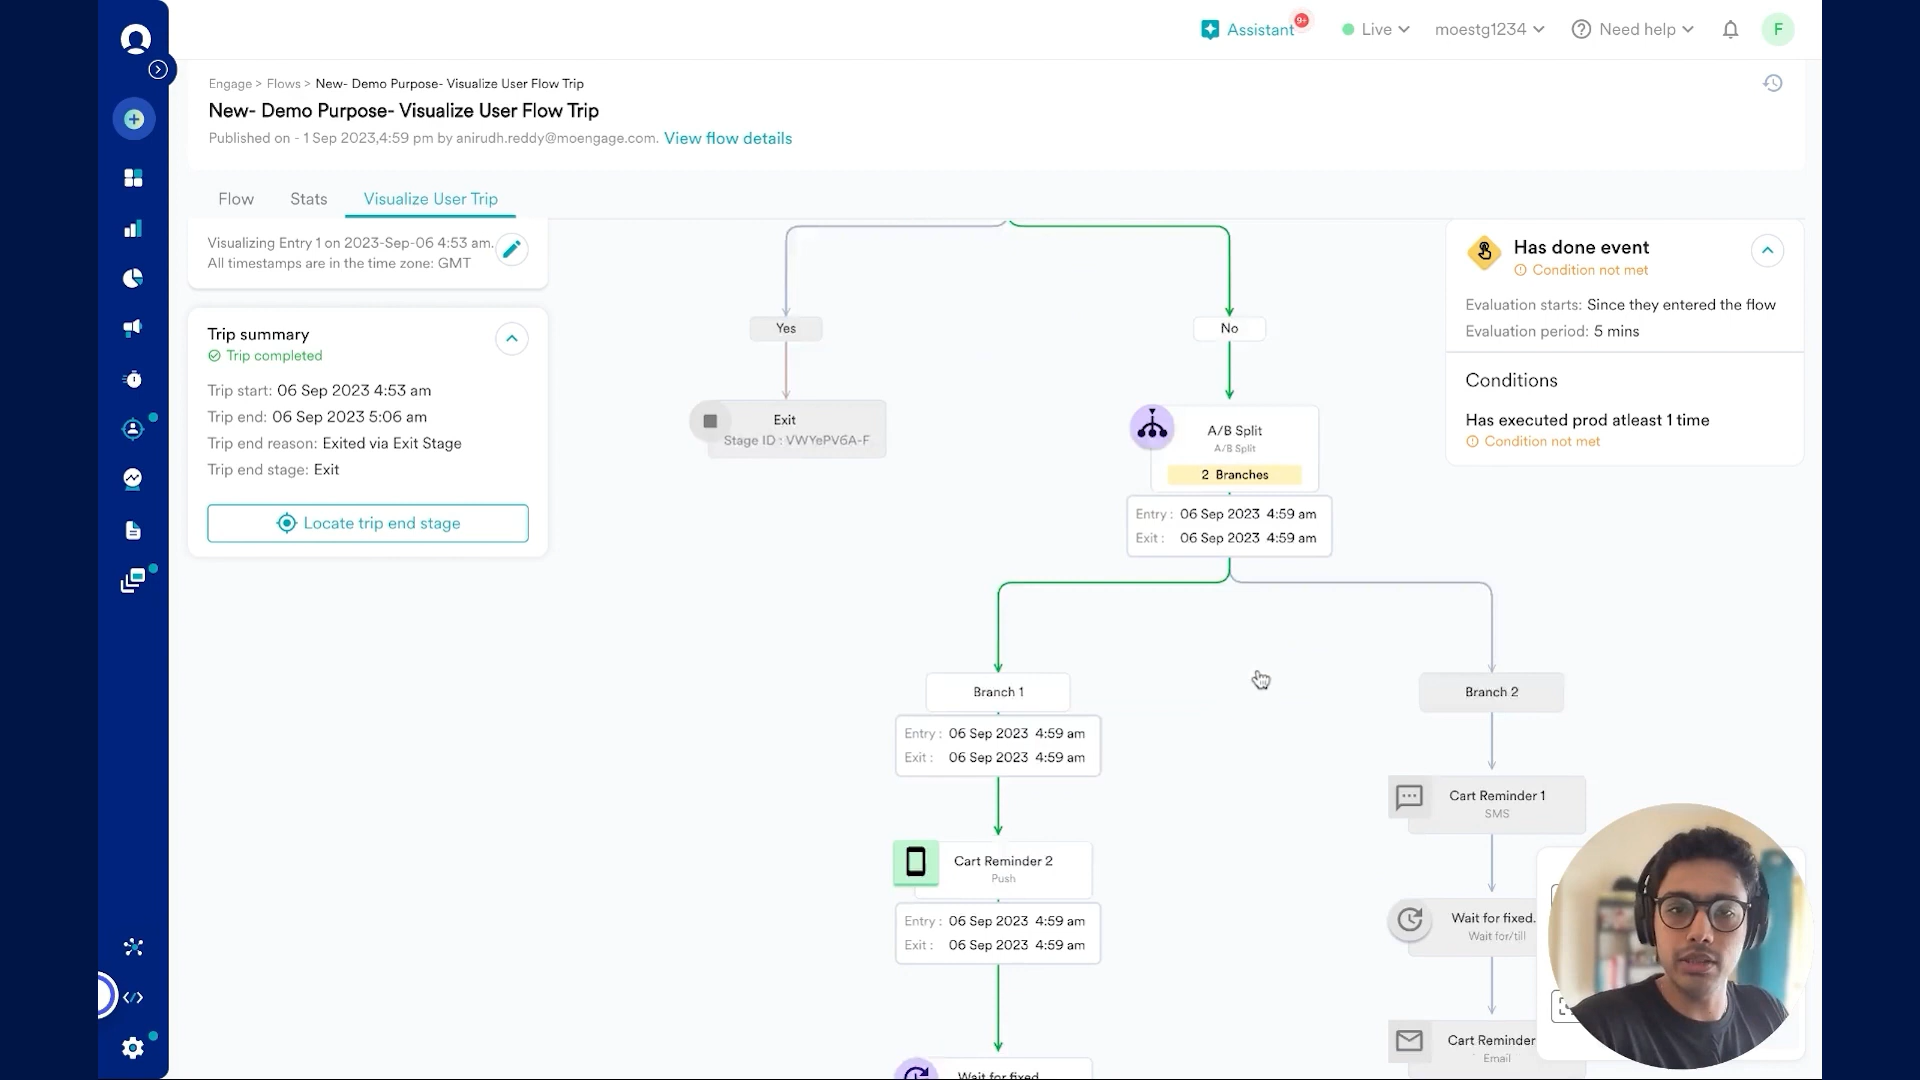 Assistant
9+
Live
moestg1234
Need help
F
Engage > Flows > New- Demo Purpose- Visualize User Flow Trip
New- Demo Purpose- Visualize User Flow Trip
Published on - 1 Sep 2023,4:59 pm by anirudh.reddy@moengage.com. View flow details
Flow
Stats
Visualize User Trip
Visualizing Entry 1 on 2023-Sep-06 4:53 am.
All timestamps are in the time zone: GMT
Trip summary
Trip completed
Trip start: 06 Sep 2023 4:53 am
Trip end: 06 Sep 2023 5:06 am
Trip end reason: Exited via Exit Stage
Trip end stage: Exit
Locate trip end stage
Yes
No
Exit
Stage ID : VWYePV6A-F
A/B Split
A/B Split
2 Branches
Entry : 06 Sep 2023 4:59 am
Exit : 06 Sep 2023 4:59 am
Branch 1
Entry : 06 Sep 2023 4:59 am
Exit : 06 Sep 2023 4:59 am
Cart Reminder 2
Push
Entry : 06 Sep 2023 4:59 am
Exit : 06 Sep 2023 4:59 am
Wait for fixed
Branch 2
Cart Reminder 1
SMS
Wait for fixed.
Wait for/till
Cart Reminder
Email
Has done event
Condition not met
Evaluation starts: Since they entered the flow
Evaluation period: 5 mins
Conditions
Has executed prod atleast 1 time
Condition not met